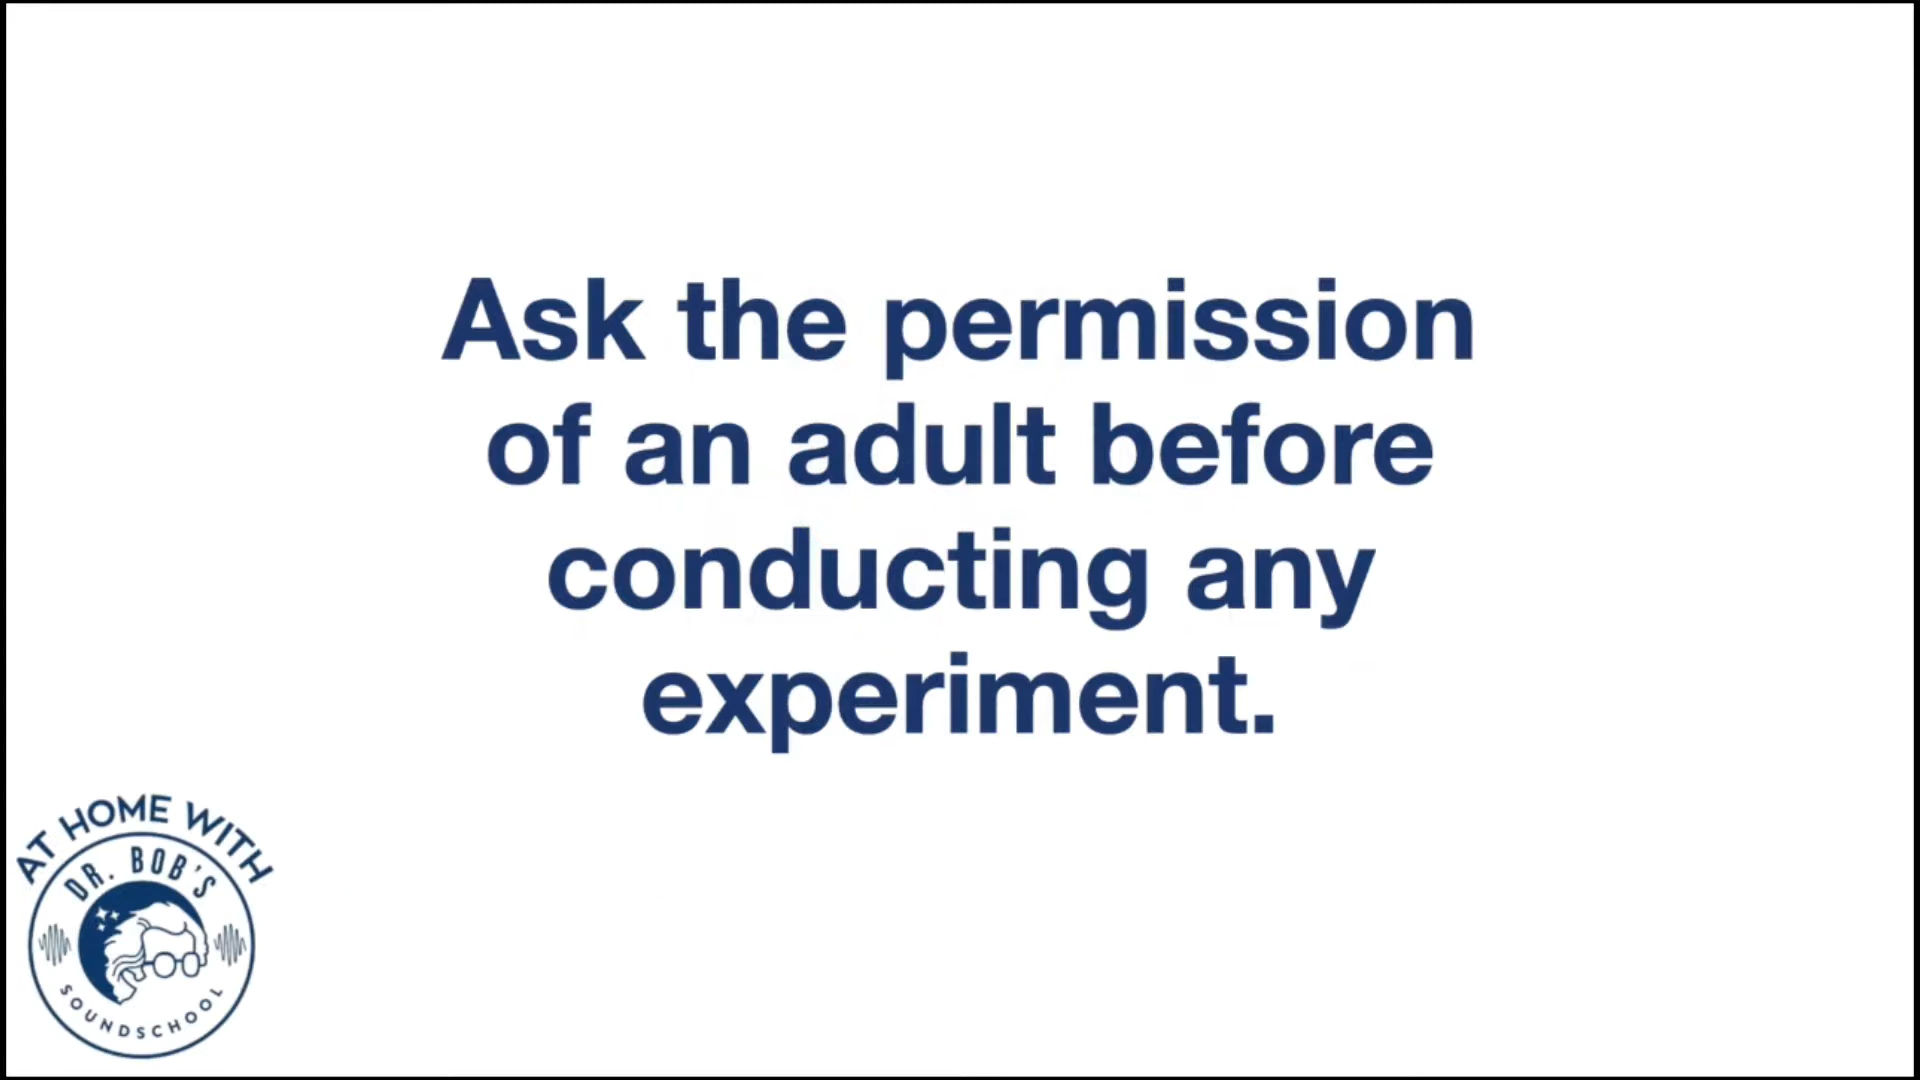 Ask the permission
of an adult before
conducting any
experiment.
AT HOME WITH
DR. BOB'S
SOUNDSCHOOL